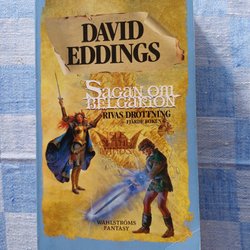 DAVID
EDDINGS
SAGAN OM
BELGARION
RIVAS DROTTNING
FJÄRDE BOKEN
WAHLSTRÖMS
FANTASY